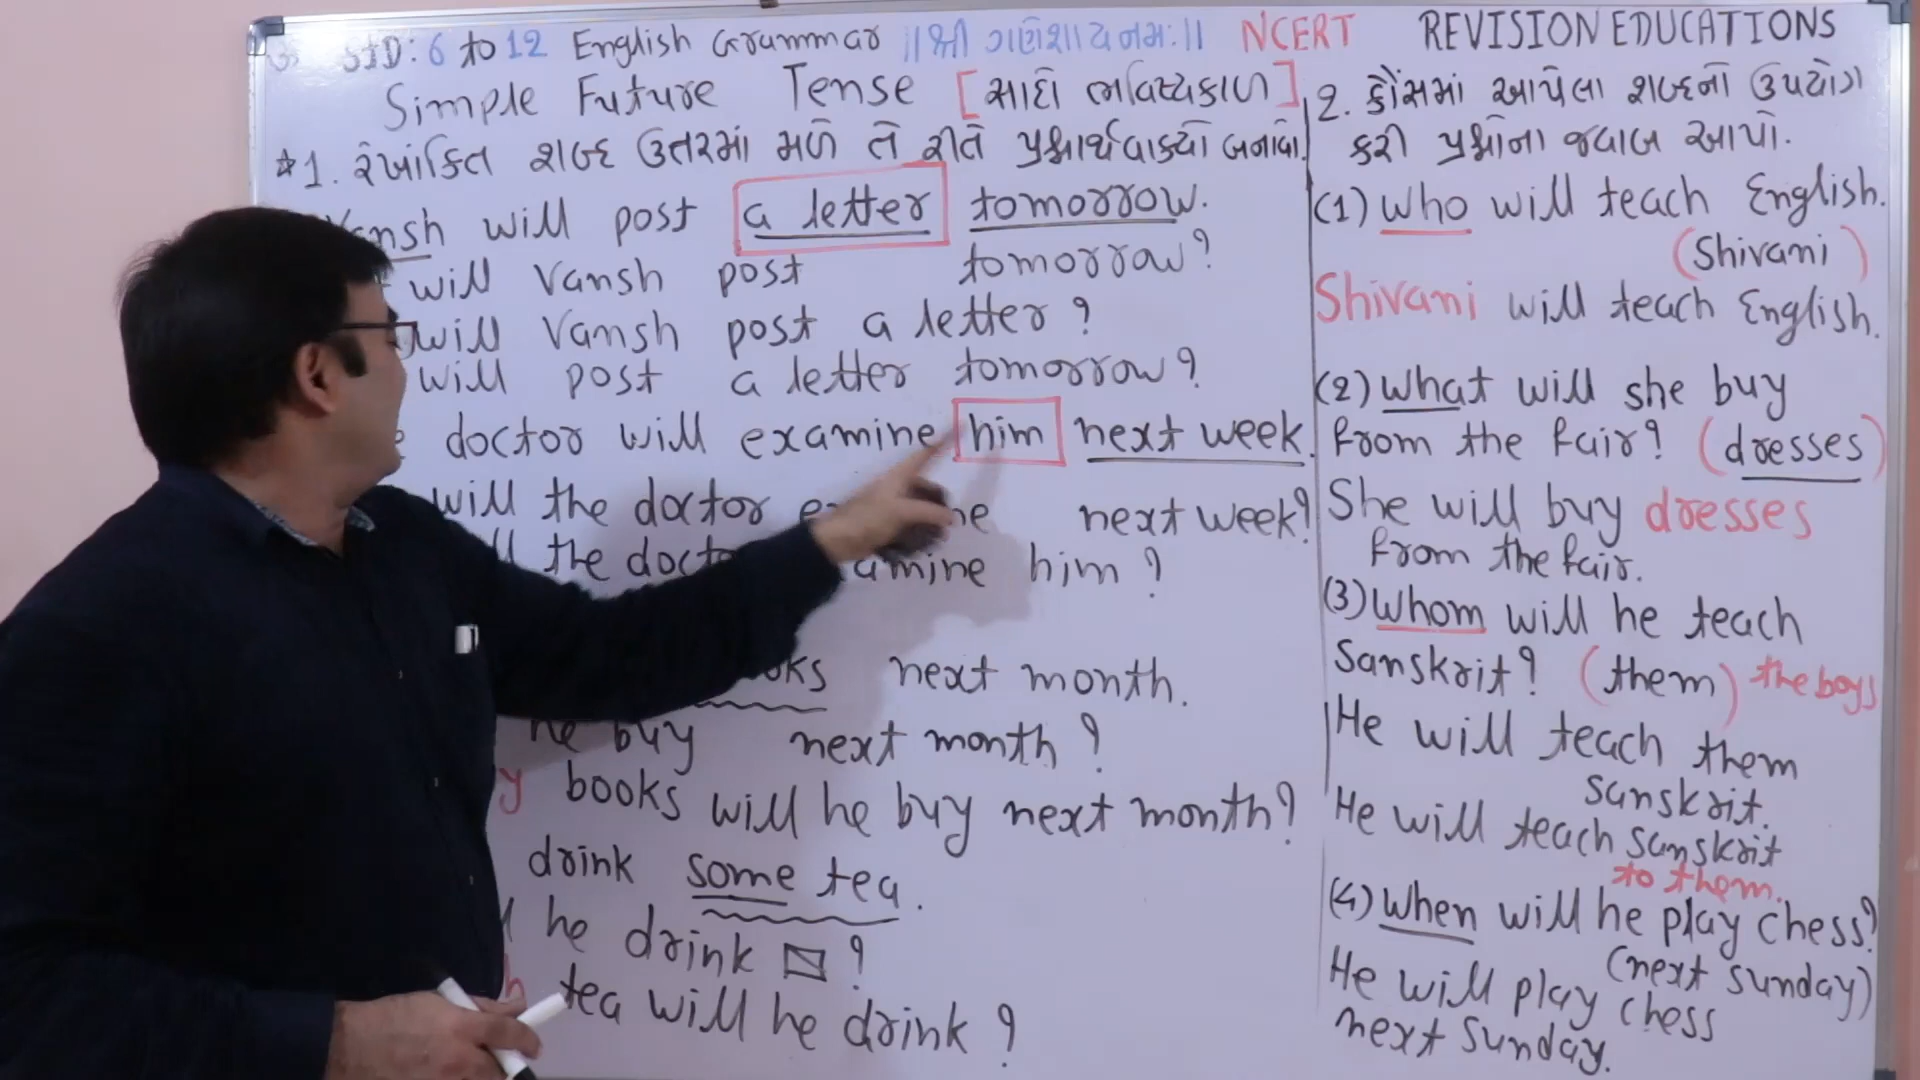 STD: 6 to 12 English Grammar ||શ્રી ગણેશાય નમઃ|| NCERT REVISION EDUCATIONS
Simple Future Tense [સાદો ભવિષ્યકાળ]
*1. રેખાંકિત શબ્દ ઉતરમાં મળે તે રીતે પ્રશ્નાર્થવાક્યો બનાવો.
will post a letter tomorrow.
will Vansh post tomorrow?
will Vansh post a letter?
will post a letter tomorrow?
doctor will examine him next week.
will the doctor next week?
the him?
next month.
he buy next month?
books will he buy next month?
drink some tea.
he drink ?
tea will he drink?
2. કૌંસમાં આપેલા શબ્દનો ઉપયોગ
કરી પ્રશ્નોના જવાબ આપો.
(1) Who will teach English.
(Shivani)
Shivani will teach English.
(2) What will she buy
from the fair? (dresses)
She will buy dresses
from the fair.
(3) Whom will he teach
Sanskrit? (them) the boys
He will teach them
Sanskrit.
He will teach Sanskrit
to them.
(4) When will he play chess?
(next Sunday)
He will play chess
next Sunday.